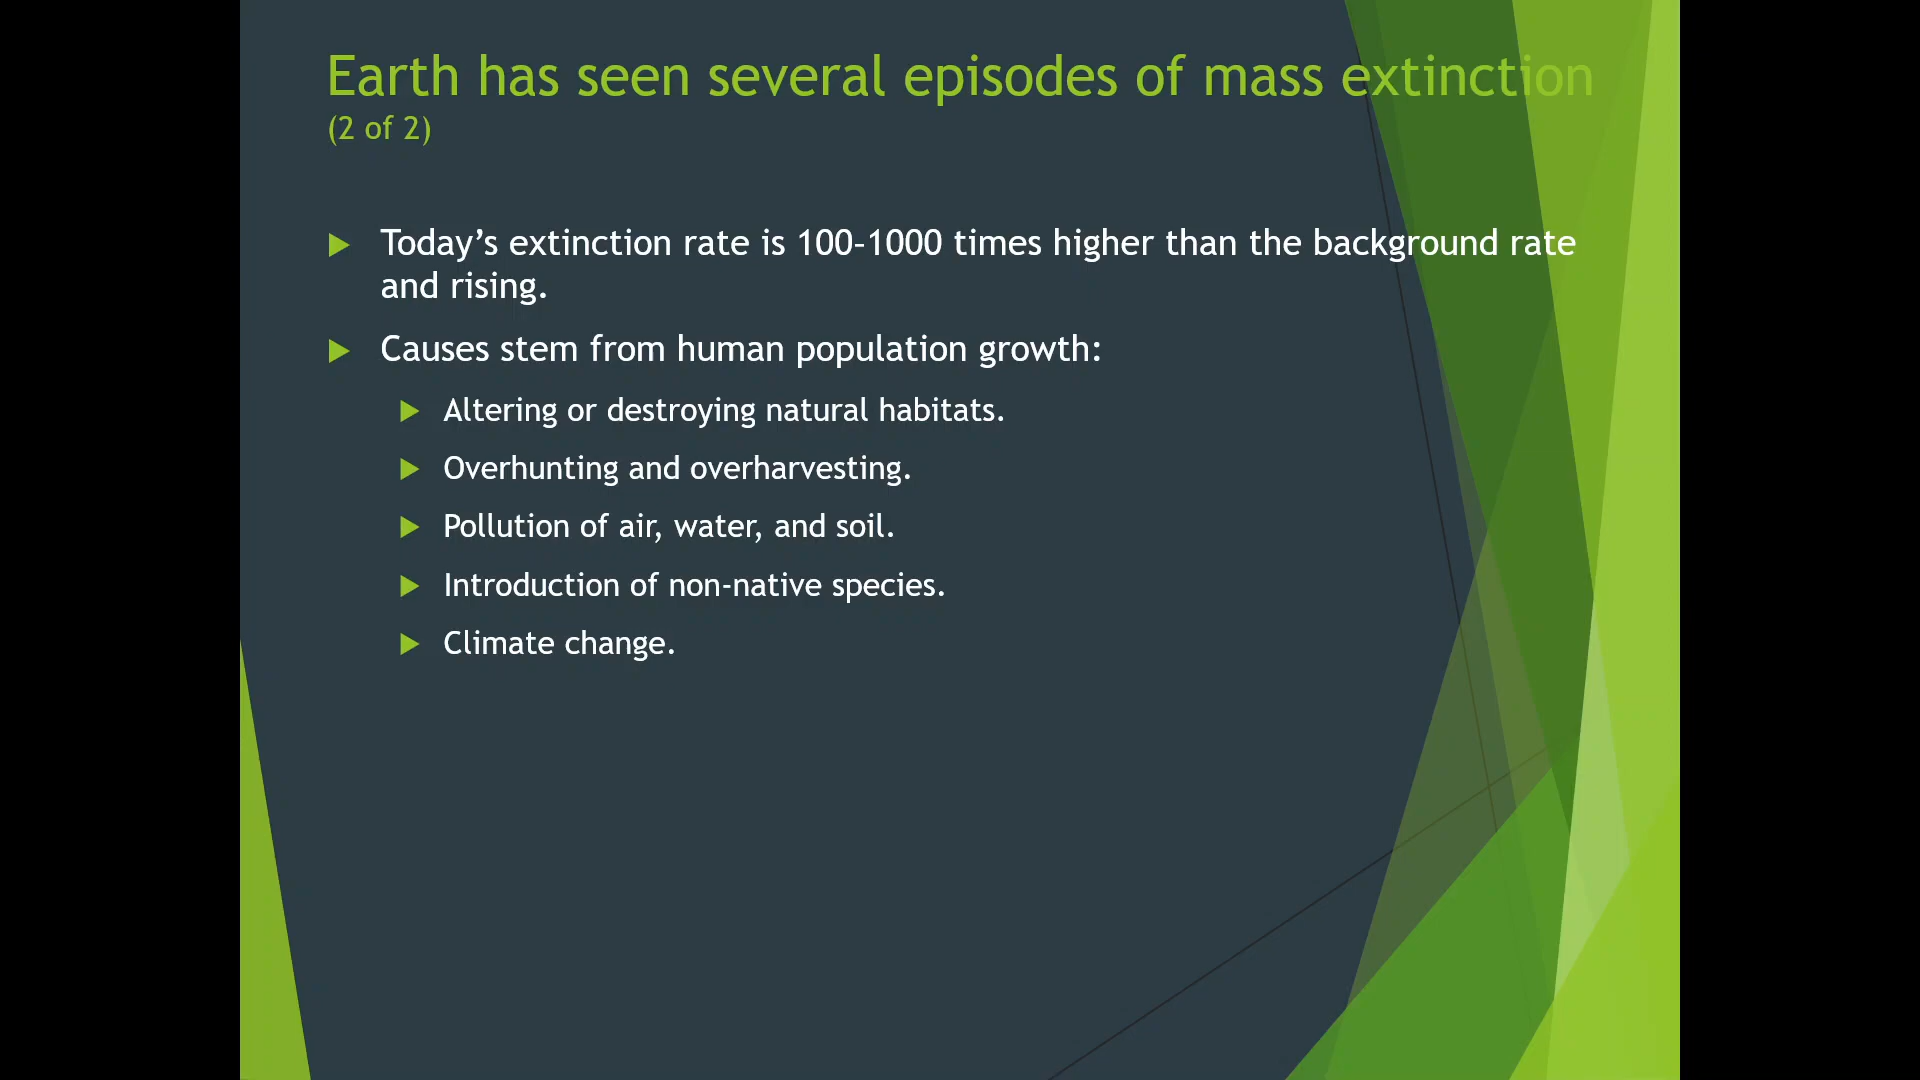 Earth has seen several episodes of mass extinction
(2 of 2)
Today’s extinction rate is 100–1000 times higher than the background rate
and rising.
Causes stem from human population growth:
Altering or destroying natural habitats.
Overhunting and overharvesting.
Pollution of air, water, and soil.
Introduction of non-native species.
Climate change.